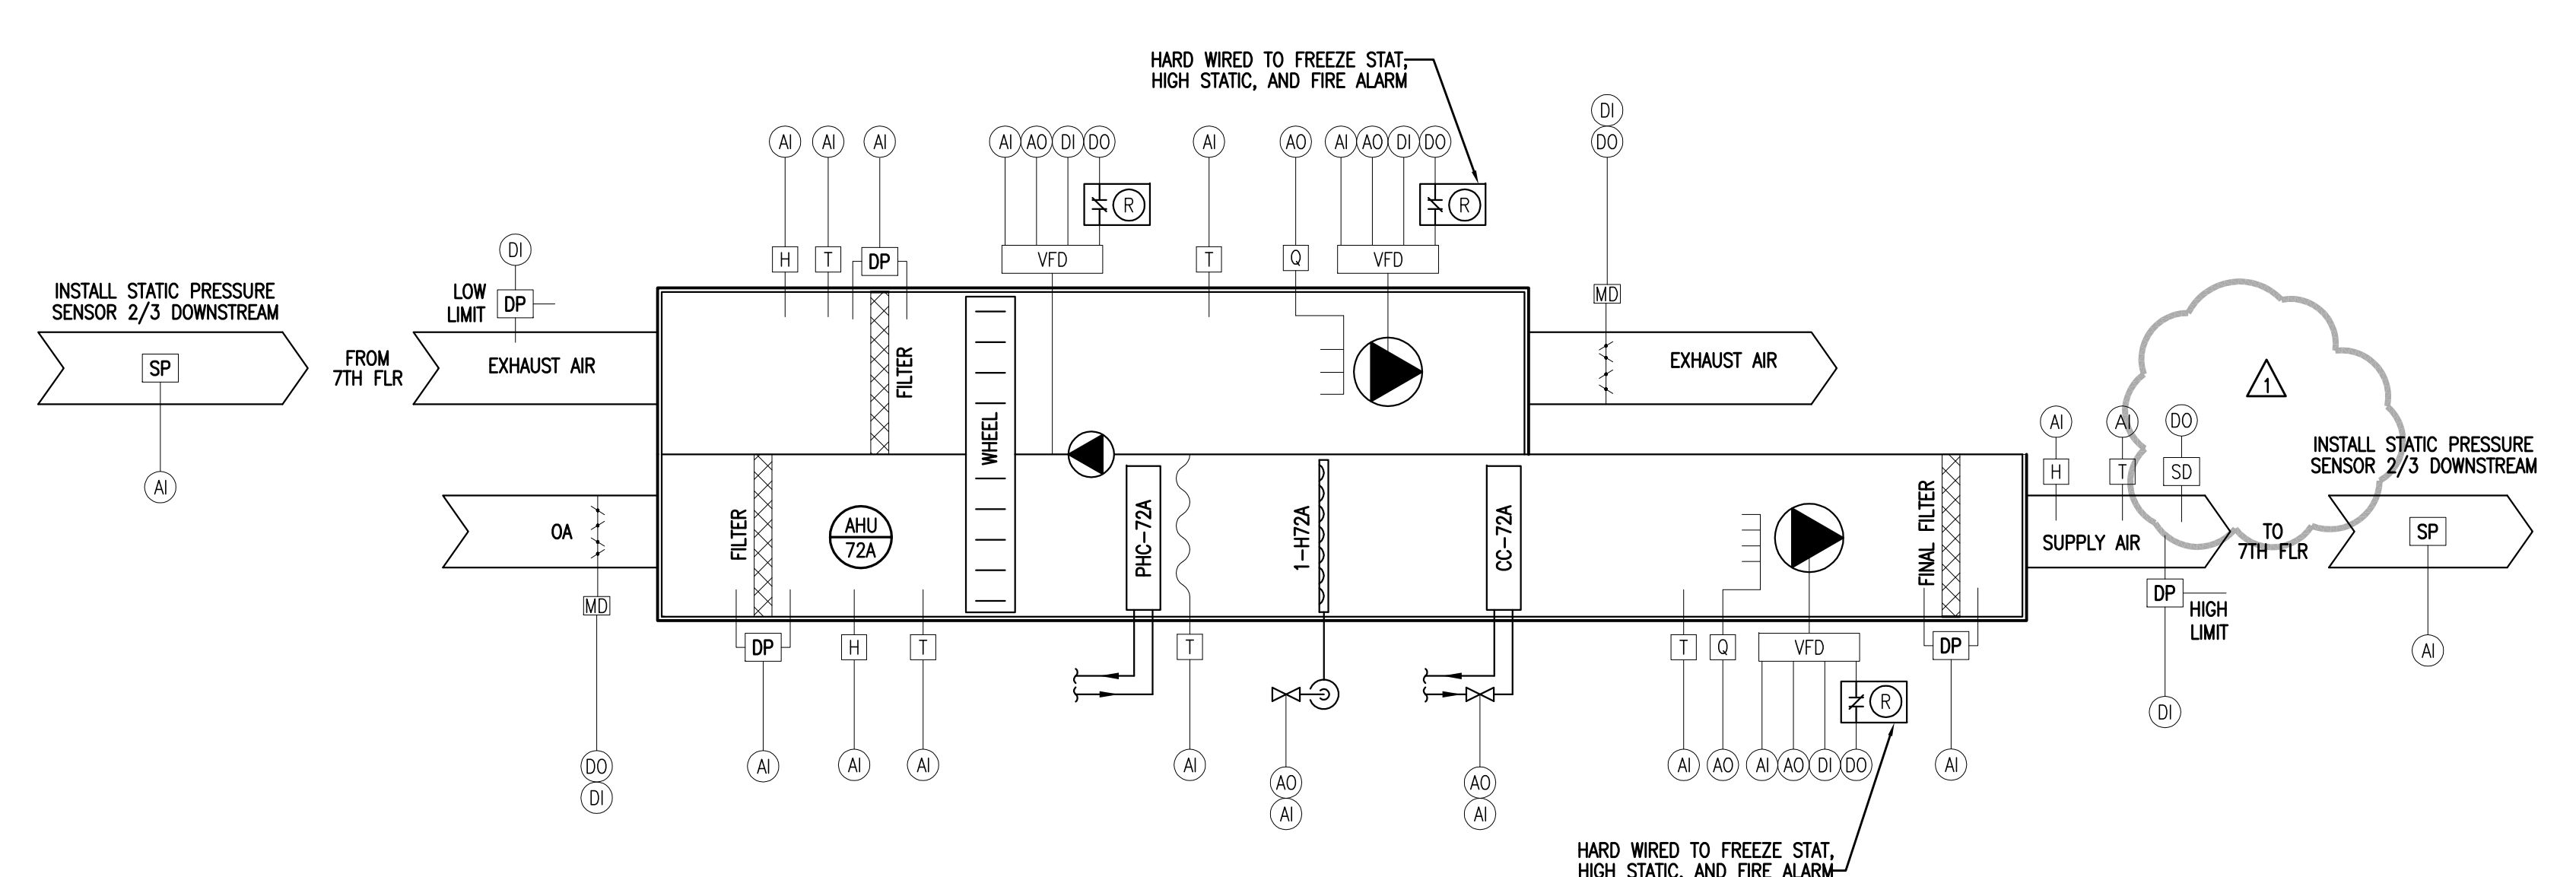 HARD WIRED TO FREEZE STAT,
HIGH STATIC, AND FIRE ALARM
DI
DO
AI AI AI AI AO DI DO AI AO AI AO DI DO
R R
DI
H T DP VFD T Q VFD
INSTALL STATIC PRESSURE
SENSOR 2/3 DOWNSTREAM
LOW
LIMIT
DP
MD
SP
FROM
7TH FLR
EXHAUST AIR
FILTER
EXHAUST AIR
1
WHEEL
AI AI DO
INSTALL STATIC PRESSURE
SENSOR 2/3 DOWNSTREAM
H T SD
AI
OA
FILTER
AHU
72A
PHC-72A
1-H72A
CC-72A
FINAL FILTER
SUPPLY AIR
TO
7TH FLR
SP
MD
DP H T T T Q VFD DP
DP
HIGH
LIMIT
AI
R
DI
DO
DI
AI AI AI AI
AO
AI
AO
AI
AI AO AI AO DI DO AI
HARD WIRED TO FREEZE STAT,
HIGH STATIC, AND FIRE ALARM